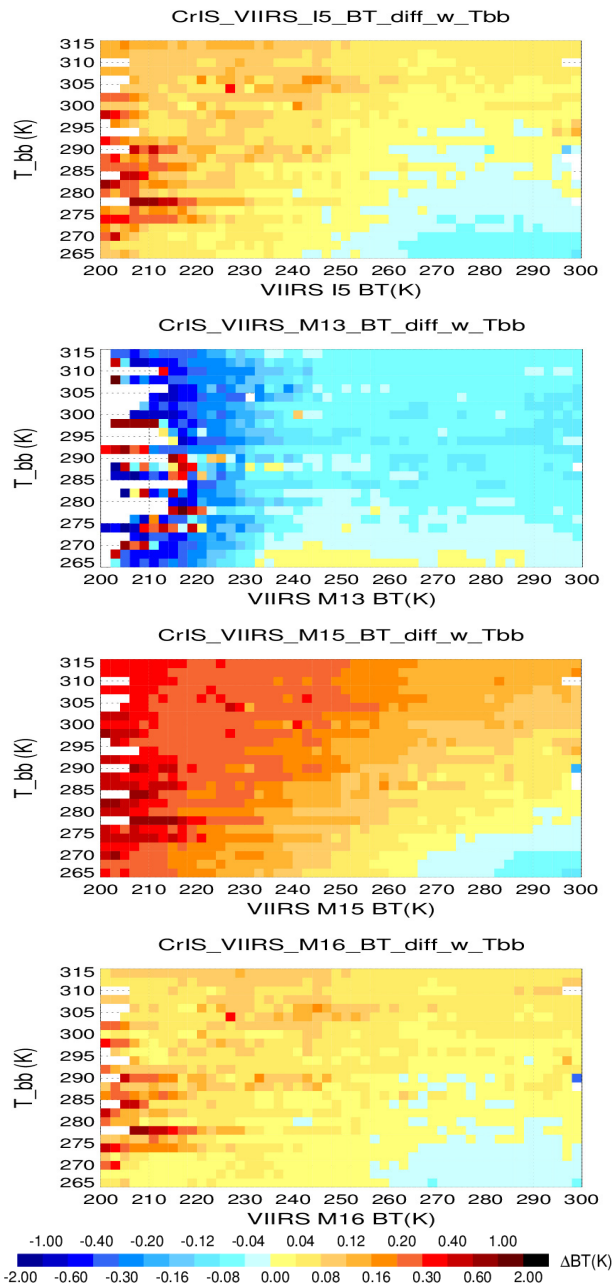 CrIS_VIIRS_I5_BT_diff_w_Tbb
315
310
305
300
295
290
285
280
275
270
265
T_bb (K)
200 210 220 230 240 250 260 270 280 290 300
VIIRS I5 BT(K)
CrIS_VIIRS_M13_BT_diff_w_Tbb
315
310
305
300
295
290
285
280
275
270
265
T_bb (K)
200 210 220 230 240 250 260 270 280 290 300
VIIRS M13 BT(K)
CrIS_VIIRS_M15_BT_diff_w_Tbb
315
310
305
300
295
290
285
280
275
270
265
T_bb (K)
200 210 220 230 240 250 260 270 280 290 300
VIIRS M15 BT(K)
CrIS_VIIRS_M16_BT_diff_w_Tbb
315
310
305
300
295
290
285
280
275
270
265
T_bb (K)
200 210 220 230 240 250 260 270 280 290 300
VIIRS M16 BT(K)
-1.00 -0.40 -0.20 -0.12 -0.04 0.04 0.12 0.20 0.40 1.00
-2.00 -0.60 -0.30 -0.16 -0.08 0.00 0.08 0.16 0.30 0.60 2.00 ΔBT(K)